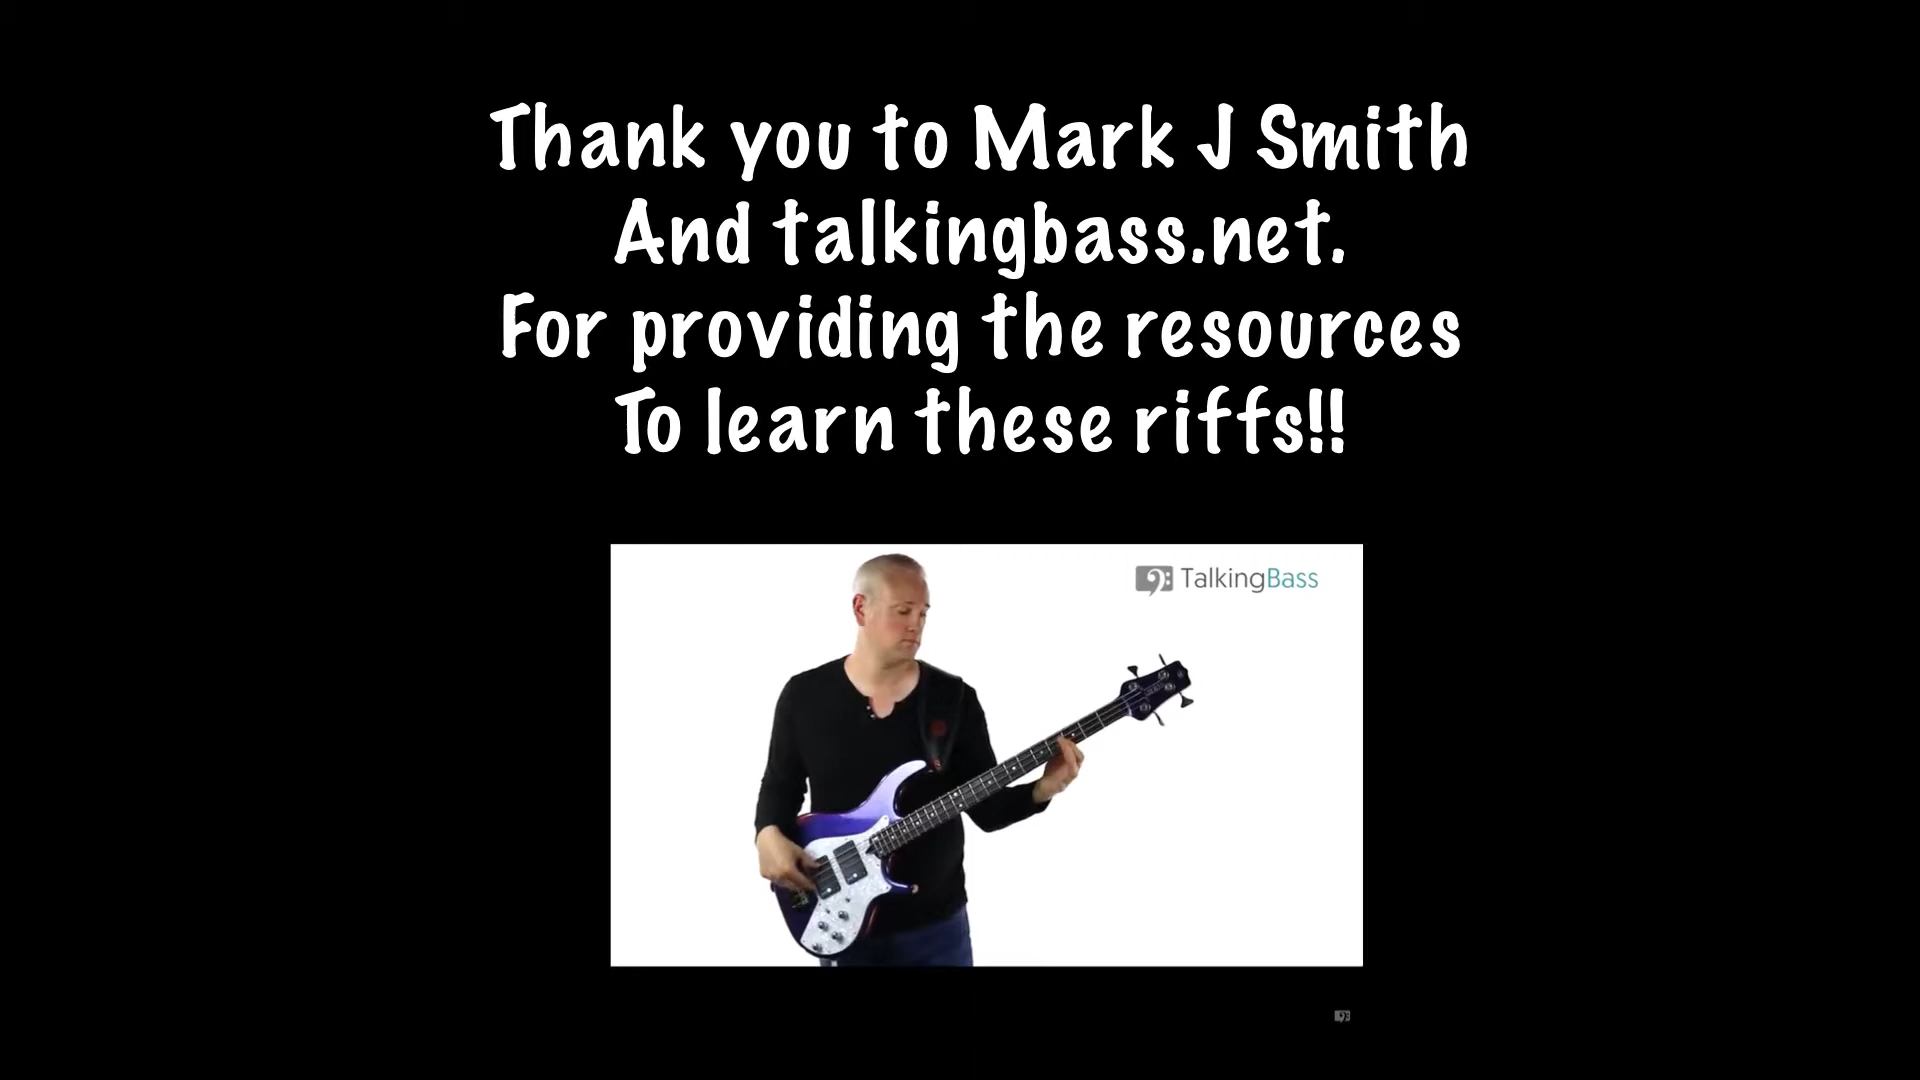 Thank you to Mark J Smith
And talkingbass.net.
For providing the resources
To learn these riffs!!
TalkingBass